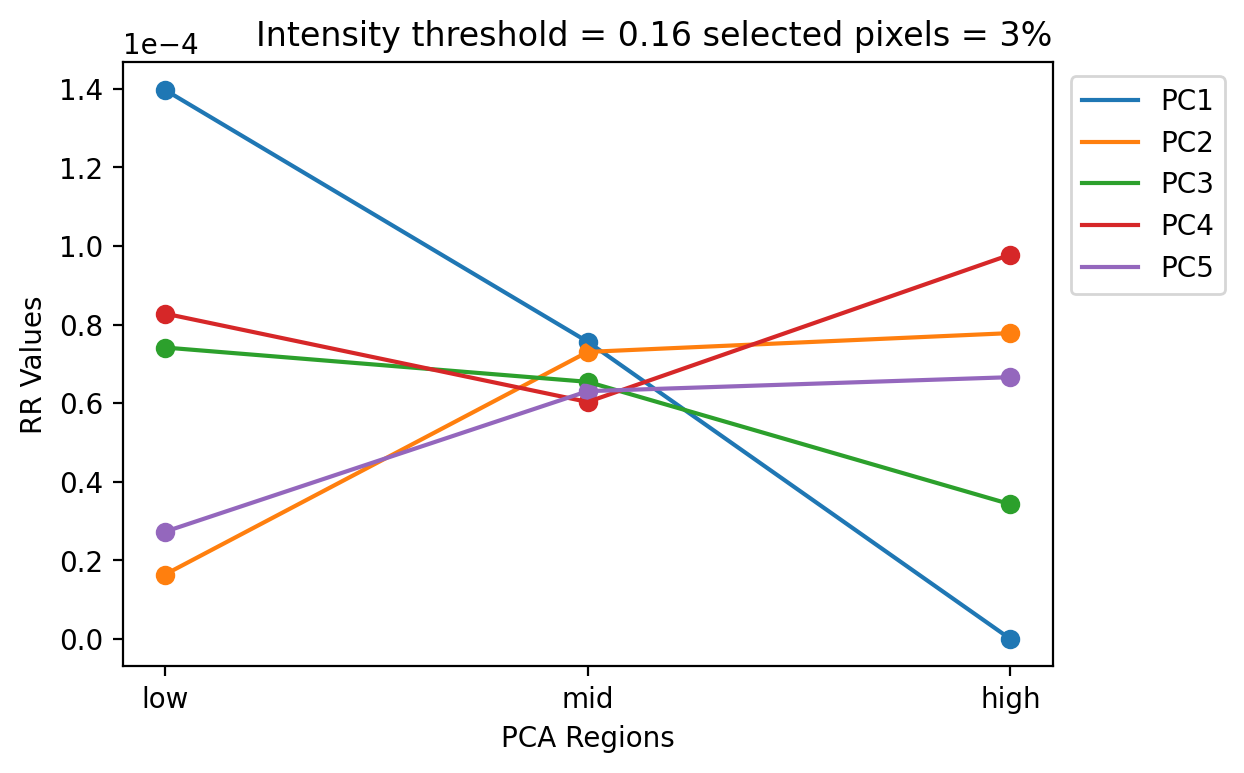 Intensity threshold = 0.16 selected pixels = 3%
1e−4
1.4
1.2
1.0
0.8
0.6
0.4
0.2
0.0
RR Values
low
mid
high
PCA Regions
PC1
PC2
PC3
PC4
PC5